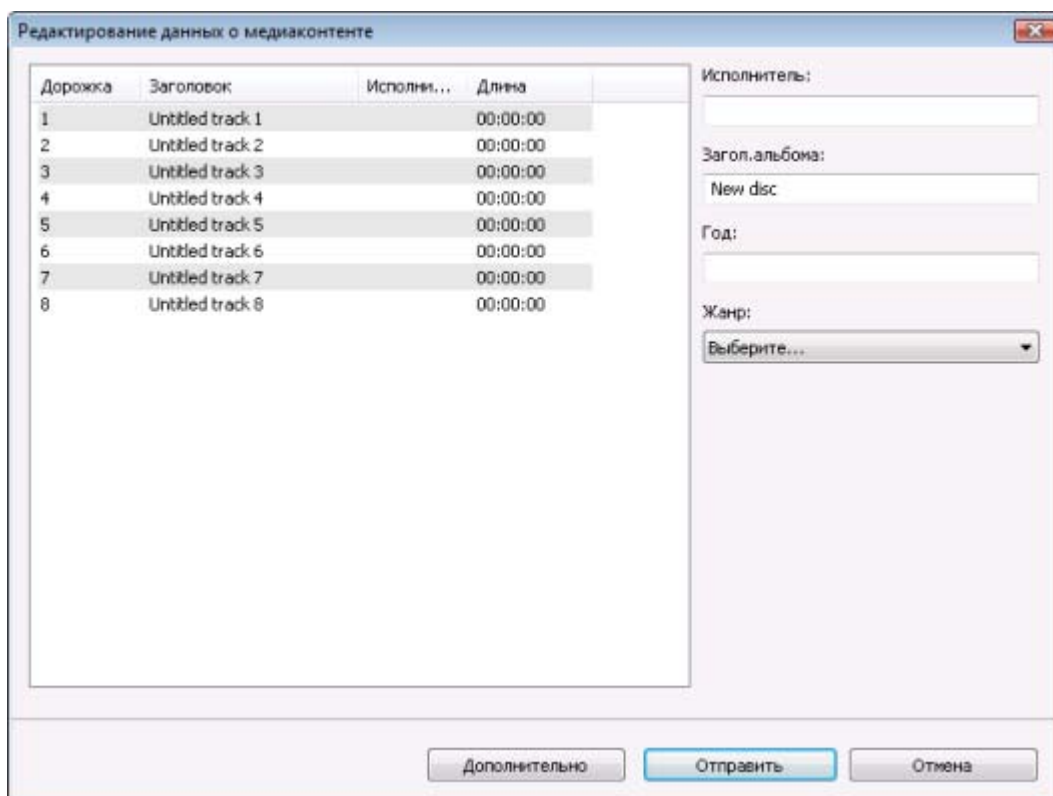 Редактирование данных о медиаконтенте
Дорожка Заголовок Исполни... Длина
1 Untitled track 1 00:00:00
2 Untitled track 2 00:00:00
3 Untitled track 3 00:00:00
4 Untitled track 4 00:00:00
5 Untitled track 5 00:00:00
6 Untitled track 6 00:00:00
7 Untitled track 7 00:00:00
8 Untitled track 8 00:00:00
Исполнитель:
Загол.альбома:
New disc
Год:
Жанр:
Выберите...
Дополнительно Отправить Отмена